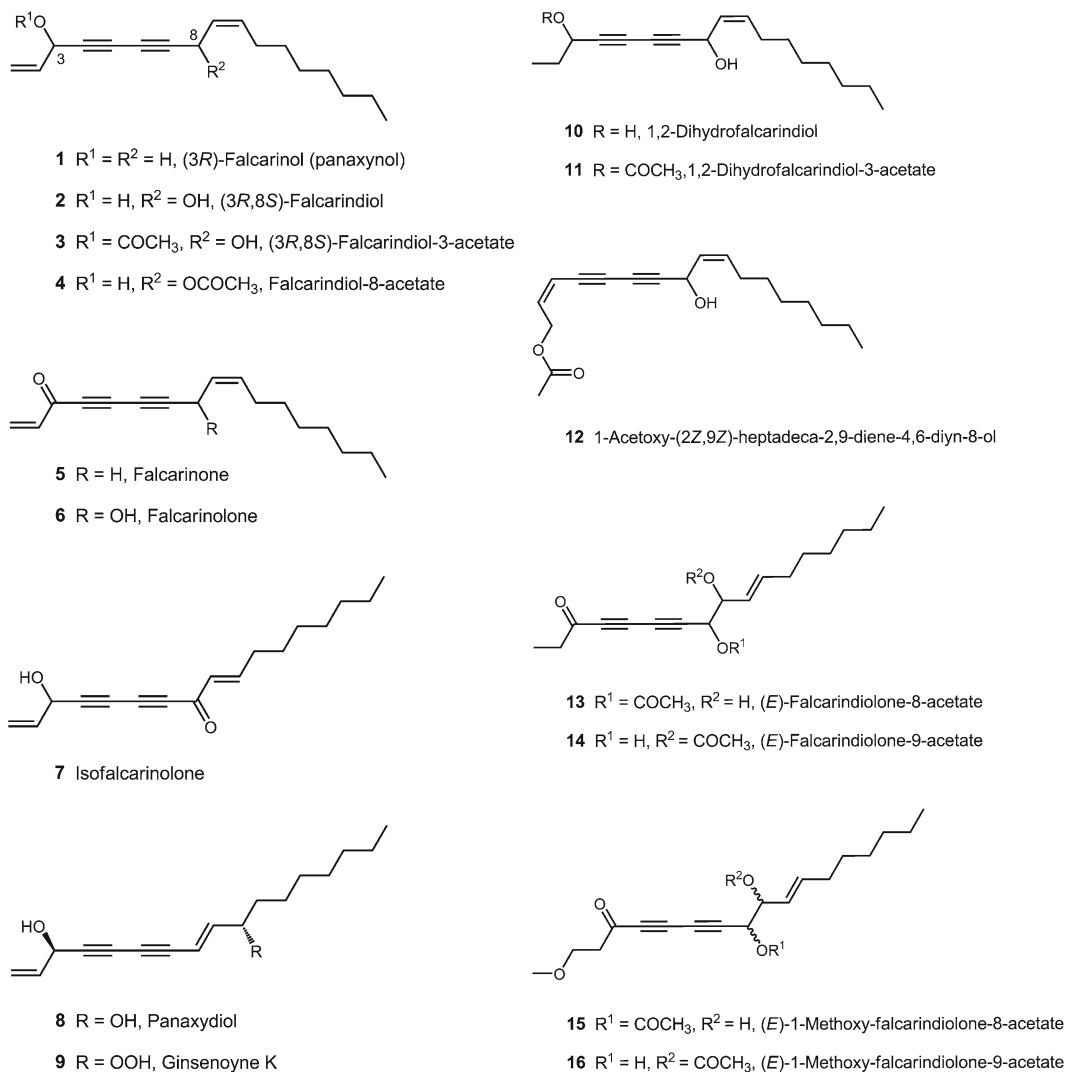 R¹O
3
8
R²
1 R¹ = R² = H, (3R)-Falcarinol (panaxynol)
2 R¹ = H, R² = OH, (3R,8S)-Falcarindiol
3 R¹ = COCH₃, R² = OH, (3R,8S)-Falcarindiol-3-acetate
4 R¹ = H, R² = OCOCH₃, Falcarindiol-8-acetate
O
R
5 R = H, Falcarinone
6 R = OH, Falcarinolone
HO
O
7 Isofalcarinolone
HO
R
8 R = OH, Panaxydiol
9 R = OOH, Ginsenoyne K
RO
OH
10 R = H, 1,2-Dihydrofalcarindiol
11 R = COCH₃,1,2-Dihydrofalcarindiol-3-acetate
OH
O
O
12 1-Acetoxy-(2Z,9Z)-heptadeca-2,9-diene-4,6-diyn-8-ol
R²O
O
OR¹
13 R¹ = COCH₃, R² = H, (E)-Falcarindiolone-8-acetate
14 R¹ = H, R² = COCH₃, (E)-Falcarindiolone-9-acetate
R²O
O
OR¹
O
15 R¹ = COCH₃, R² = H, (E)-1-Methoxy-falcarindiolone-8-acetate
16 R¹ = H, R² = COCH₃, (E)-1-Methoxy-falcarindiolone-9-acetate